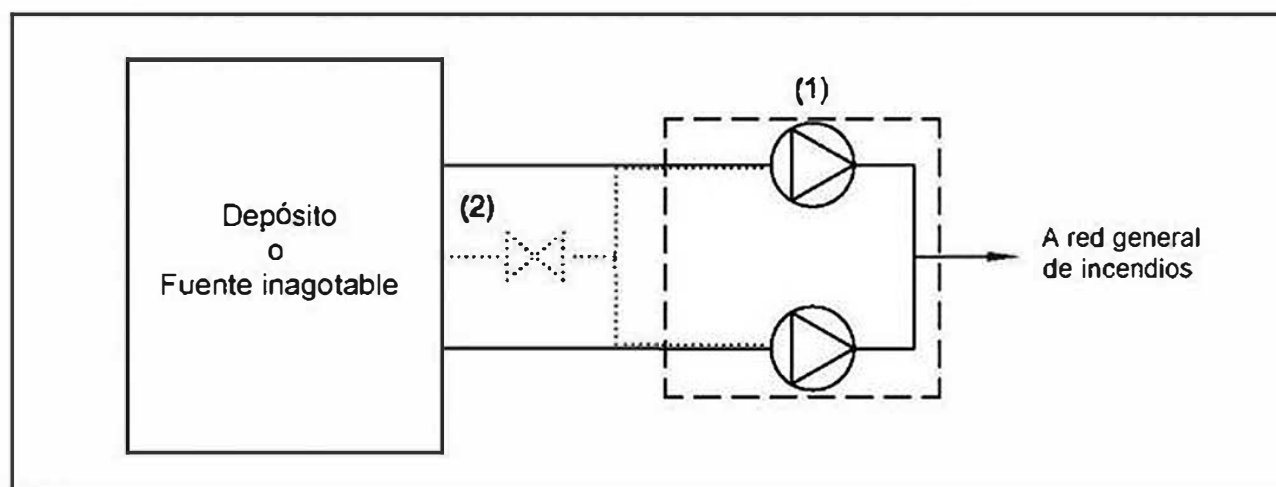 (1)
Depósito
o
Fuente inagotable
(2)
A red general
de incendios